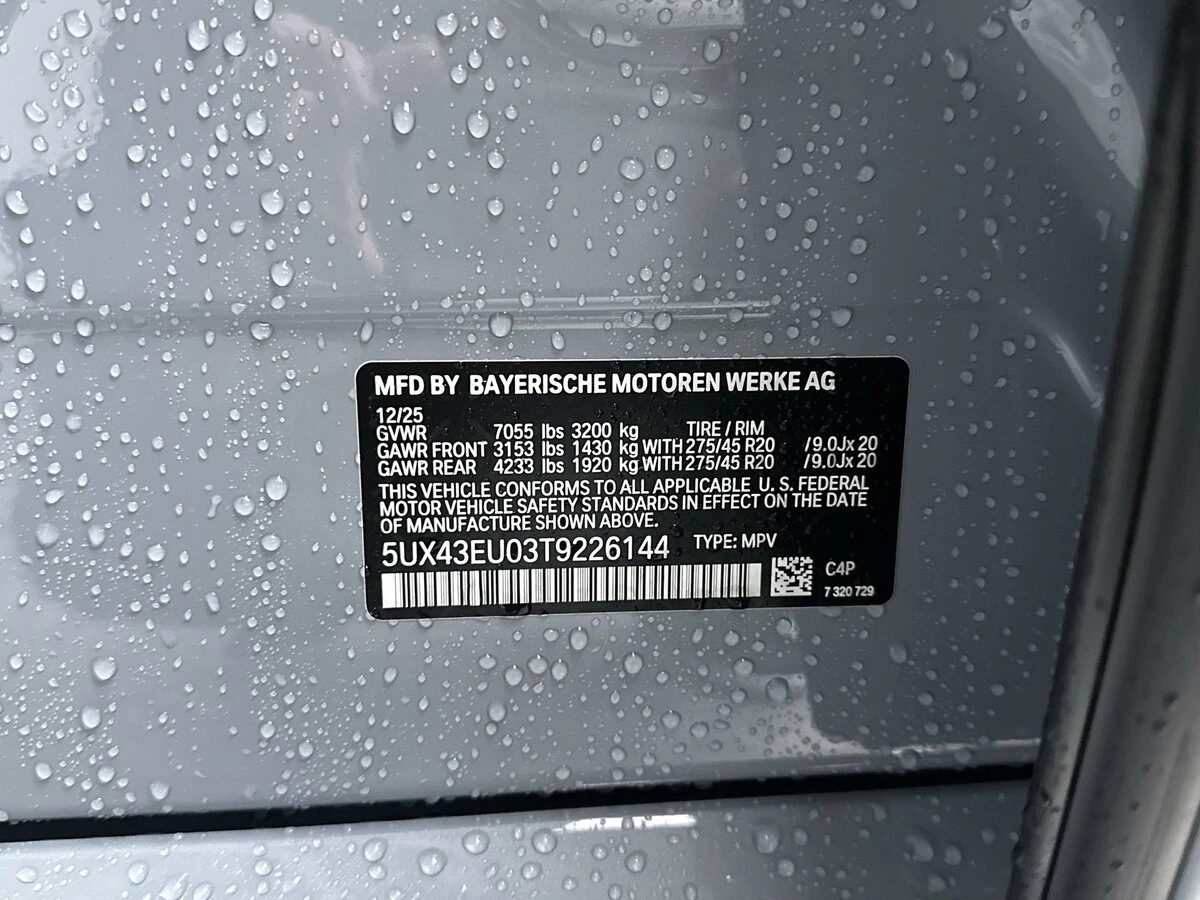 MFD BY BAYERISCHE MOTOREN WERKE AG
12/25
GVWR 7055 lbs 3200 kg TIRE / RIM
GAWR FRONT 3153 lbs 1430 kg WITH 275/45 R20 /9.0Jx 20
GAWR REAR 4233 lbs 1920 kg WITH 275/45 R20 /9.0Jx 20
THIS VEHICLE CONFORMS TO ALL APPLICABLE U. S. FEDERAL
MOTOR VEHICLE SAFETY STANDARDS IN EFFECT ON THE DATE
OF MANUFACTURE SHOWN ABOVE.
5UX43EU03T9226144 TYPE: MPV
C4P
7 320 729